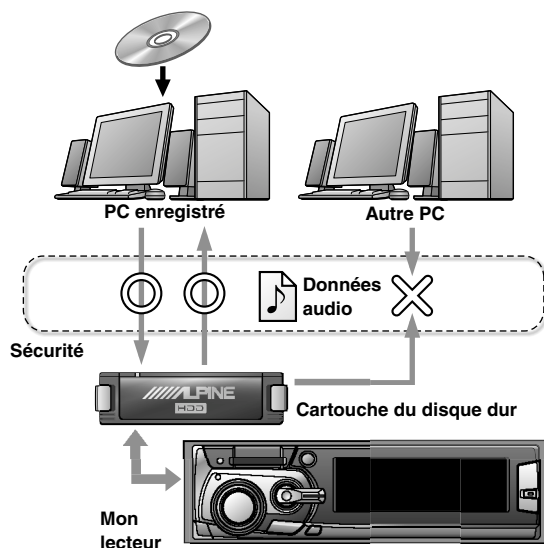 PC enregistré
Autre PC
Données
audio
Sécurité
ALPINE
HDD
Cartouche du disque dur
Mon
lecteur